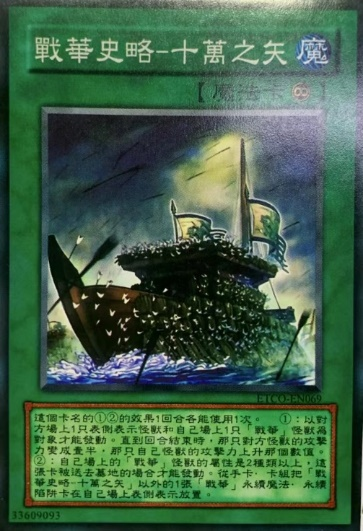 戰華史略-十萬之矢 魔
【魔法卡】
ETCO-EN069
這個卡名的①②的效果1回合各能使用1次。 ①:以對
方場上1只表側表示怪獸和自己場上1只「戰華」怪獸為
對象才能發動。直到回合結束時,那只對方怪獸的攻擊
力變成一半,那只自己怪獸的攻擊力上升那個數值。
②:自己場上的「戰華」怪獸的屬性是2種類以上,這
張卡被送去墓地的場合才能發動。從手卡、卡組把「戰
華史略-十萬之矢」以外的1張「戰華」永續魔法·永續
陷阱卡在自己場上表側表示放置。
33609093